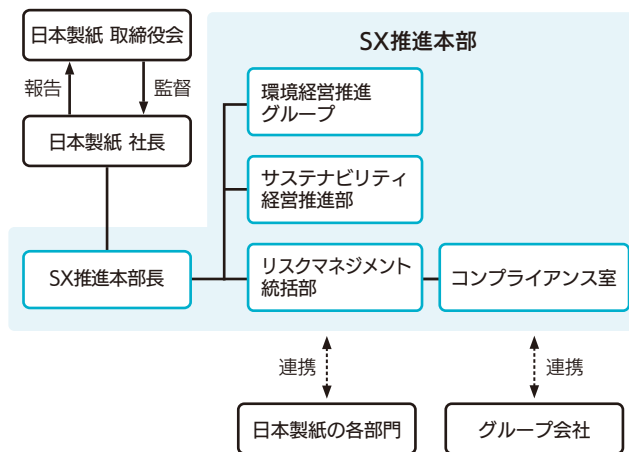 日本製紙 取締役会
報告
監督
日本製紙 社長
SX推進本部
環境経営推進
グループ
サステナビリティ
経営推進部
SX推進本部長
リスクマネジメント
統括部
コンプライアンス室
連携
連携
日本製紙の各部門
グループ会社